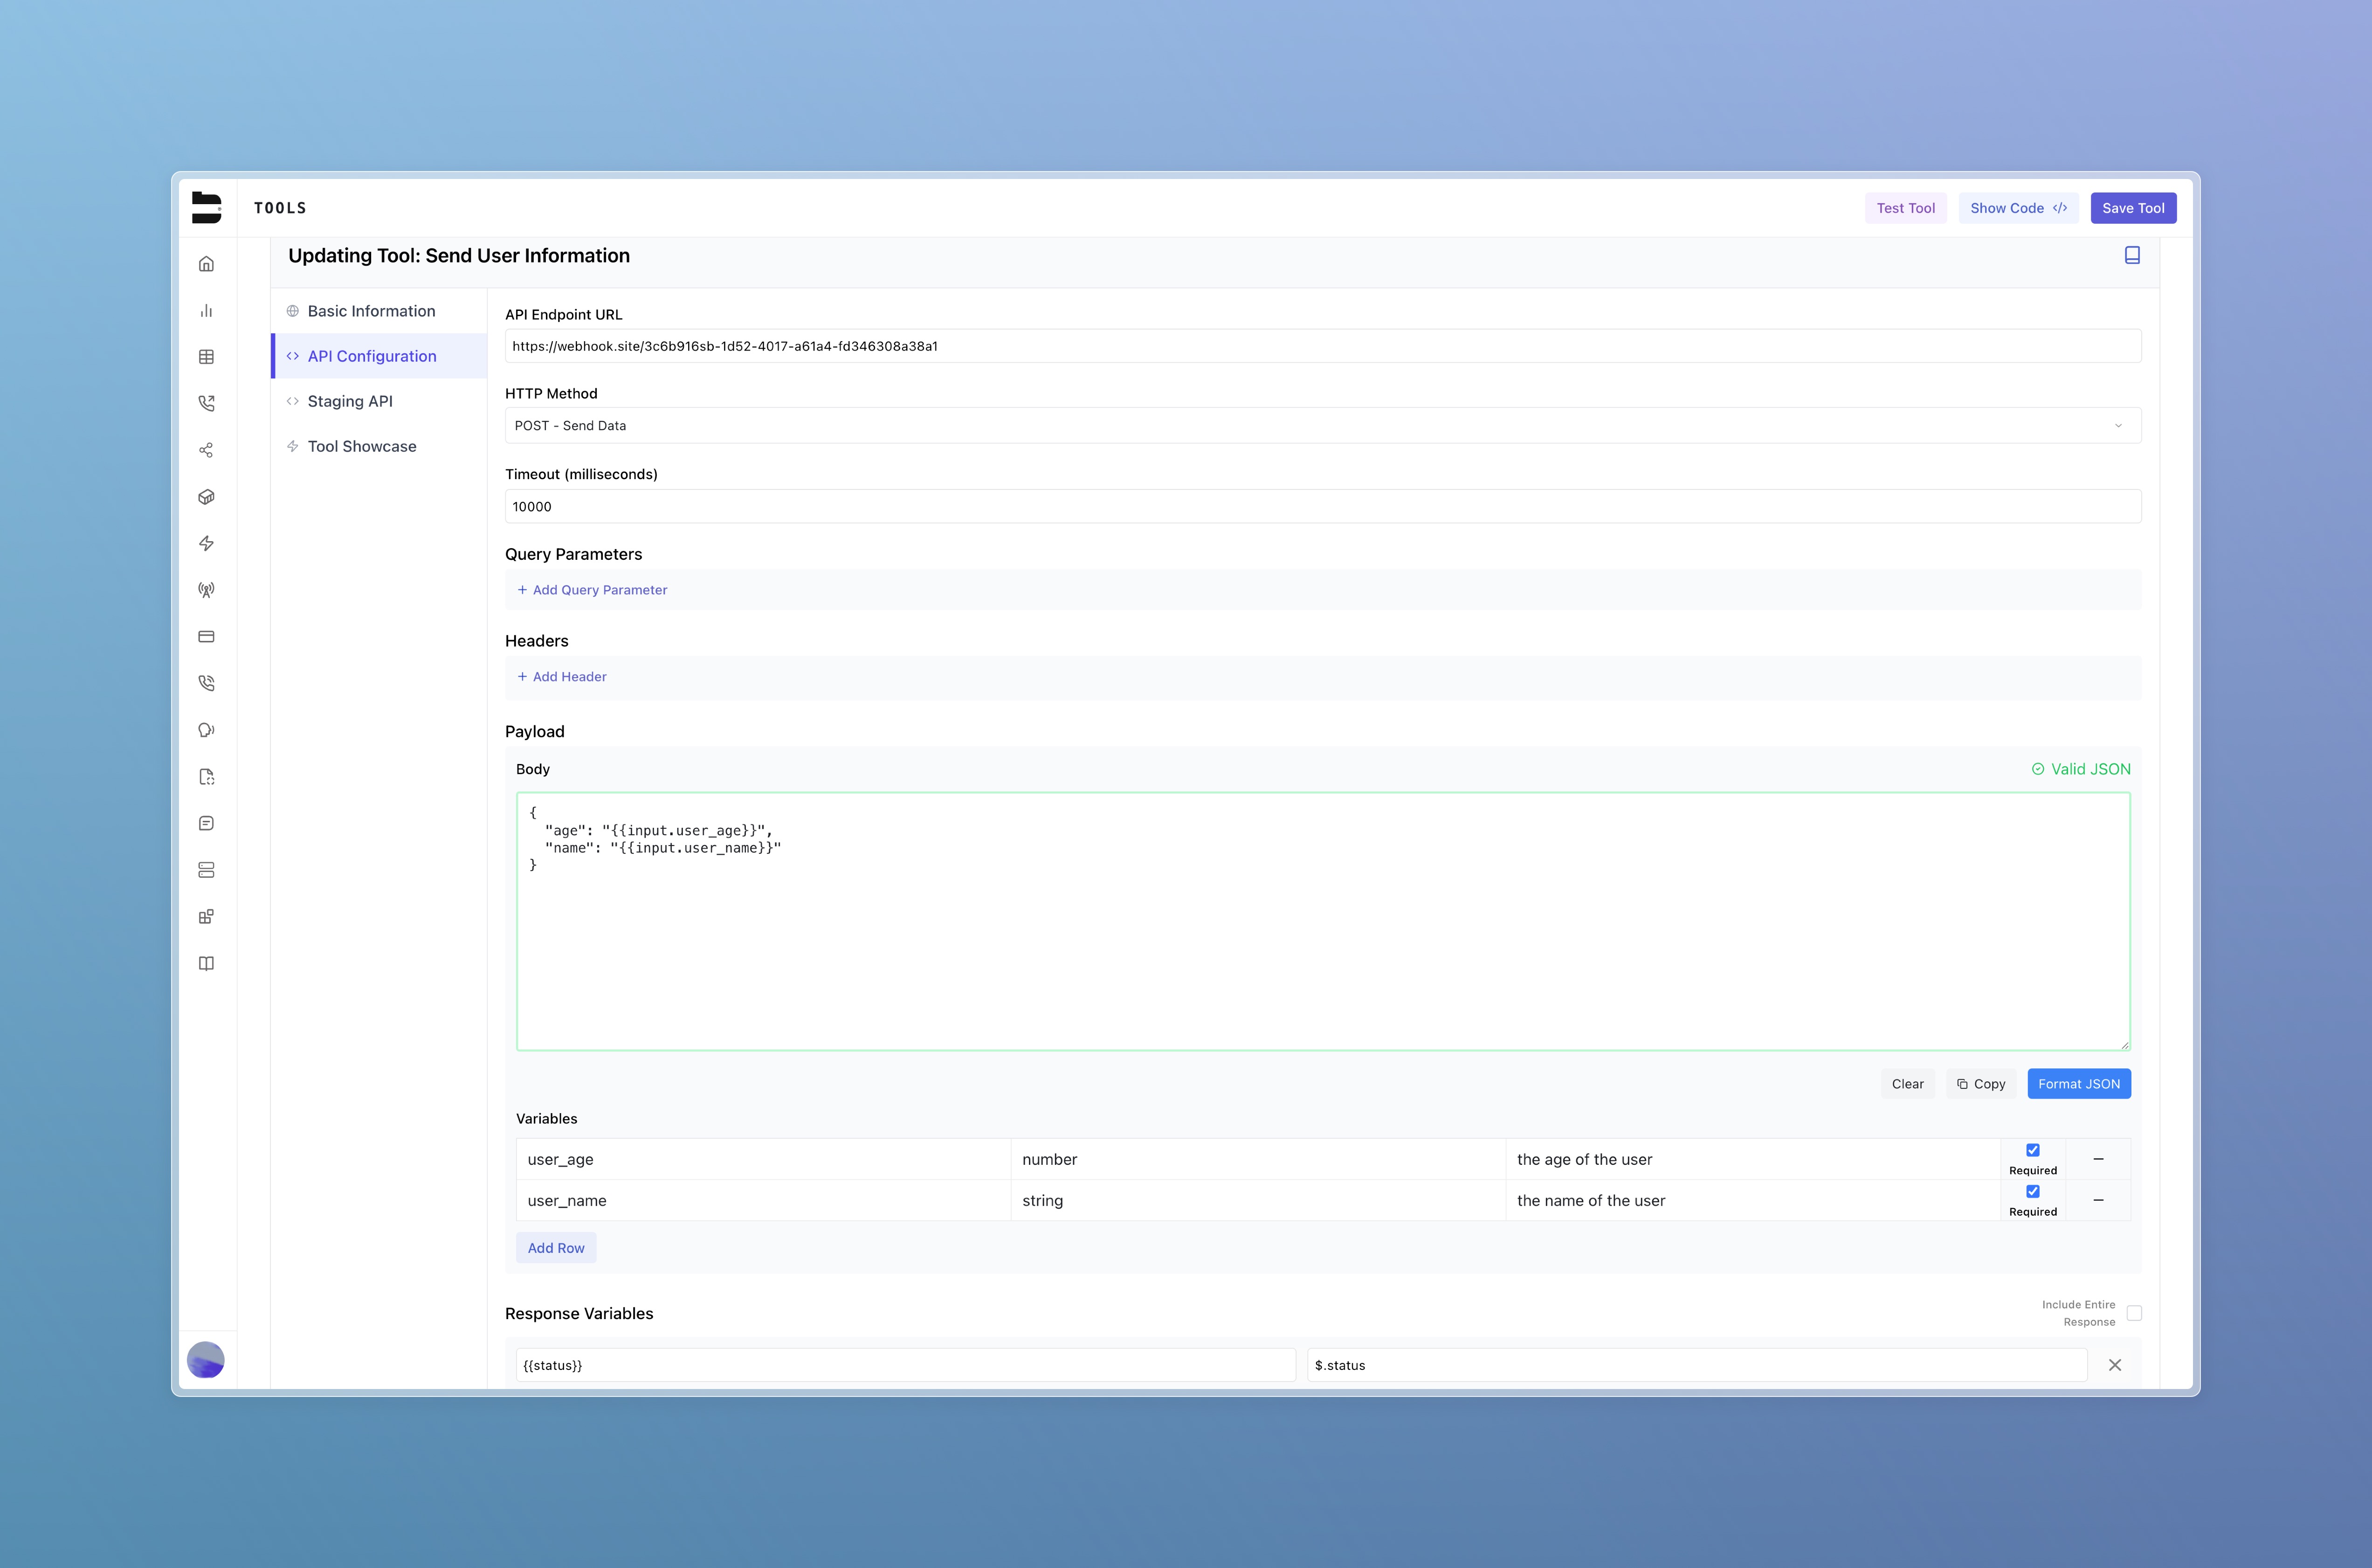 TOOLS
Test Tool
Show Code </>
Save Tool
Updating Tool: Send User Information
Basic Information
API Configuration
Staging API
Tool Showcase
API Endpoint URL
https://webhook.site/3c6b916sb-1d52-4017-a61a4-fd346308a38a1
HTTP Method
POST - Send Data
Timeout (milliseconds)
10000
Query Parameters
+ Add Query Parameter
Headers
+ Add Header
Payload
Body
Valid JSON
{
  "age": "{{input.user_age}}",
  "name": "{{input.user_name}}"
}
Clear
Copy
Format JSON
Variables
user_age
number
the age of the user
Required
user_name
string
the name of the user
Required
Add Row
Response Variables
Include Entire
Response
{{status}}
$.status